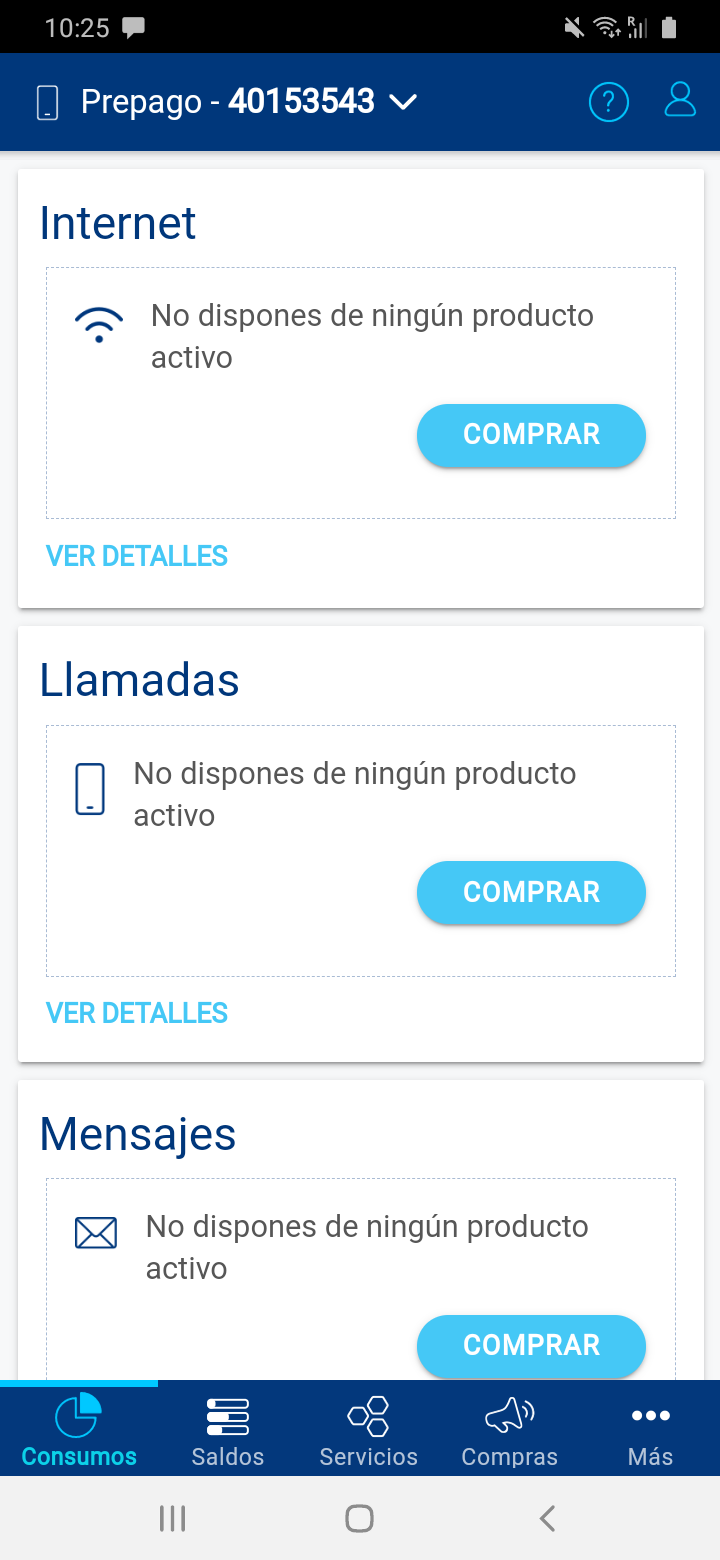 10:25
R
Prepago - 40153543
?
Internet
No dispones de ningún producto
activo
COMPRAR
VER DETALLES
Llamadas
No dispones de ningún producto
activo
COMPRAR
VER DETALLES
Mensajes
No dispones de ningún producto
activo
COMPRAR
Consumos Saldos Servicios Compras Más